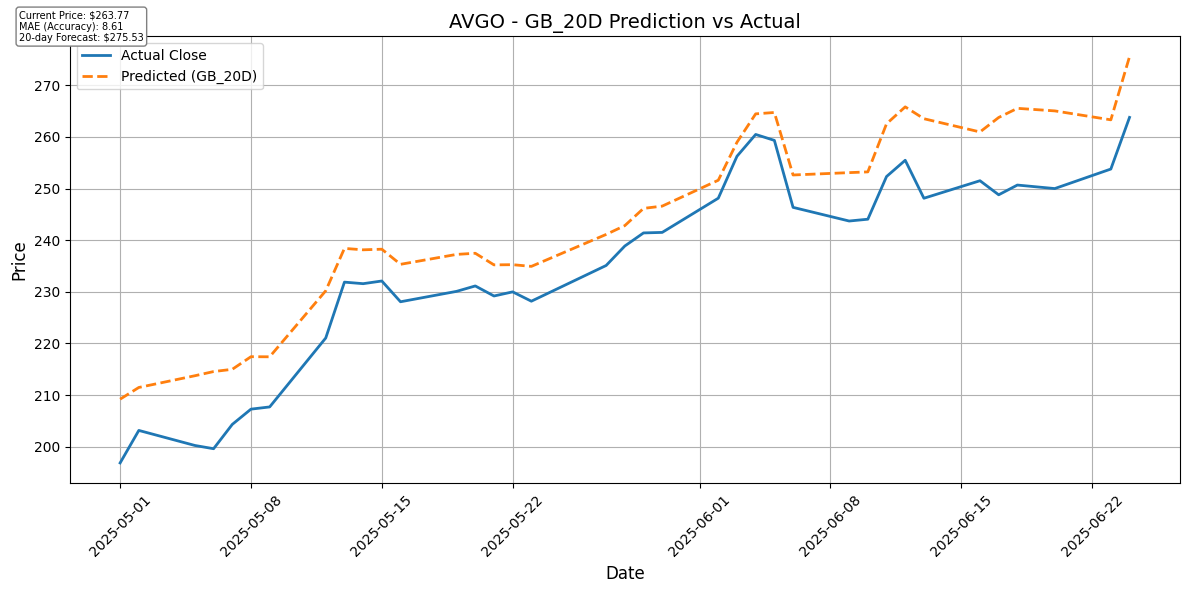 Current Price: $263.77
MAE (Accuracy): 8.61
20-day Forecast: $275.53
AVGO - GB_20D Prediction vs Actual
Actual Close
Predicted (GB_20D)
Price
270
260
250
240
230
220
210
200
2025-05-01
2025-05-08
2025-05-15
2025-05-22
2025-06-01
2025-06-08
2025-06-15
2025-06-22
Date